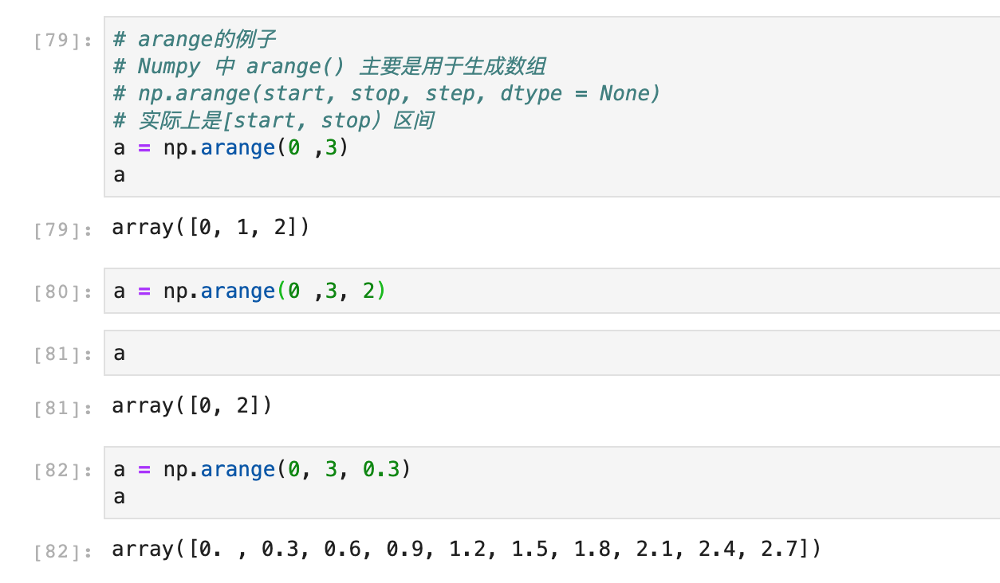 [79]: # arange的例子
# Numpy 中 arange() 主要是用于生成数组
# np.arange(start, stop, step, dtype = None)
# 实际上是[start, stop) 区间
a = np.arange(0 ,3)
a
[79]: array([0, 1, 2])
[80]: a = np.arange(0 ,3, 2)
[81]: a
[81]: array([0, 2])
[82]: a = np.arange(0, 3, 0.3)
a
[82]: array([0. , 0.3, 0.6, 0.9, 1.2, 1.5, 1.8, 2.1, 2.4, 2.7])